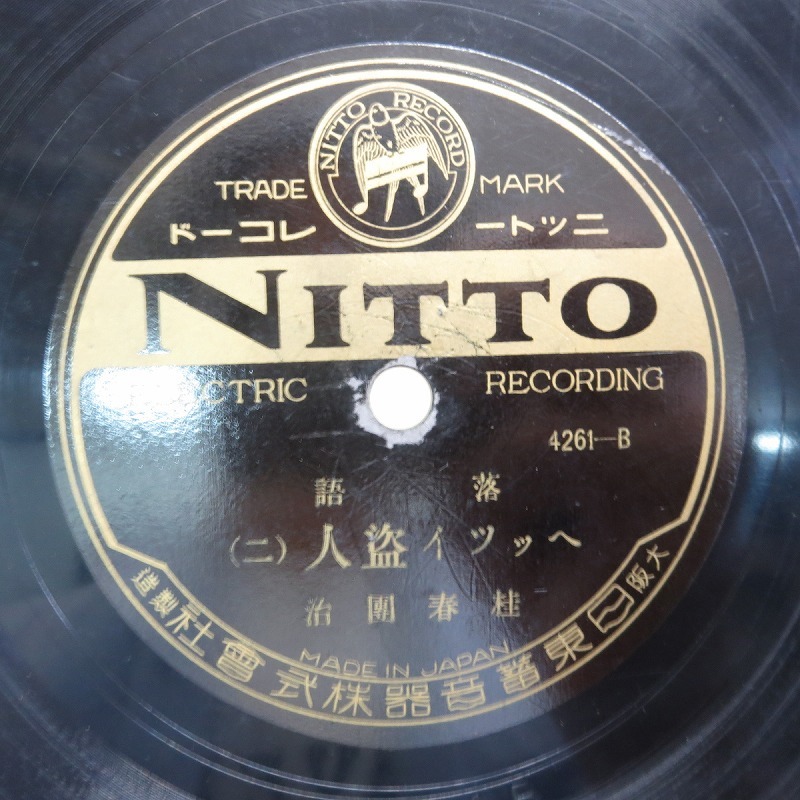 NITTO RECORD
TRADE MARK
ニットー レコード
NITTO
ELECTRIC RECORDING
4261-B
落語
ヘッツイ盗人(二)
桂春團治
MADE IN JAPAN
大阪日東蓄音器株式會社製造